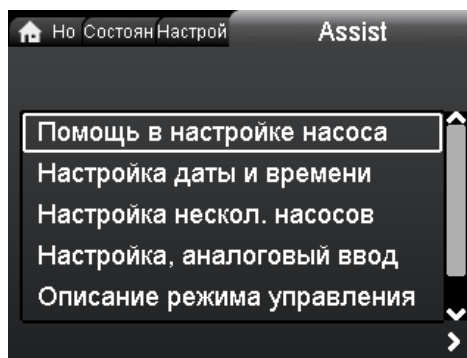 Но Состоян Настрой Assist
Помощь в настройке насоса
Настройка даты и времени
Настройка нескол. насосов
Настройка, аналоговый ввод
Описание режима управления